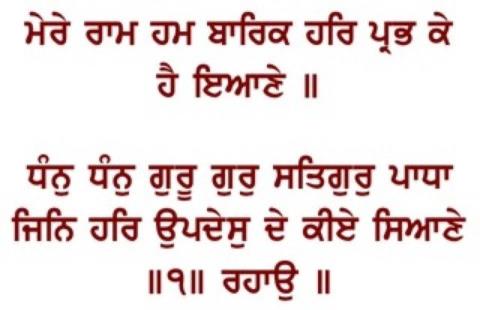 ਮੇਰੇ ਰਾਮ ਹਮ ਬਾਰਿਕ ਹਰਿ ਪ੍ਰਭ ਕੇ
ਹੈ ਇਆਣੇ ॥
ਧੰਨੁ ਧੰਨੁ ਗੁਰੂ ਗੁਰੁ ਸਤਿਗੁਰੁ ਪਾਧਾ
ਜਿਨਿ ਹਰਿ ਉਪਦੇਸੁ ਦੇ ਕੀਏ ਸਿਆਣੇ
॥੧॥ ਰਹਾਉ ॥